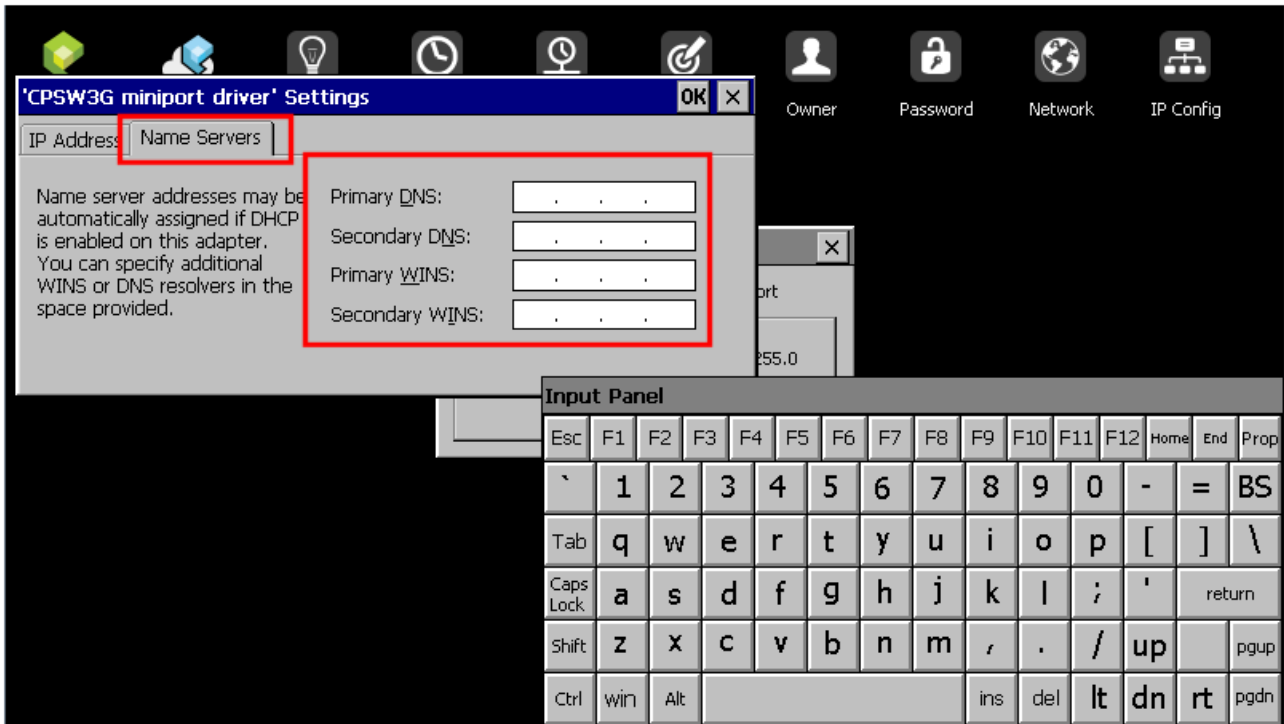 Owner
Password
Network
IP Config
'CPSW3G miniport driver' Settings
OK
IP Address
Name Servers
Name server addresses may be
automatically assigned if DHCP
is enabled on this adapter.
You can specify additional
WINS or DNS resolvers in the
space provided.
Primary DNS:
. . .
Secondary DNS:
. . .
Primary WINS:
. . .
Secondary WINS:
. . .
ort
255.0
Input Panel
Esc F1 F2 F3 F4 F5 F6 F7 F8 F9 F10 F11 F12 Home End Prop
` 1 2 3 4 5 6 7 8 9 0 - = BS
Tab q w e r t y u i o p [ ] \
Caps Lock a s d f g h j k l ; ' return
Shift z x c v b n m , . / up pgup
Ctrl win Alt ins del lt dn rt pgdn